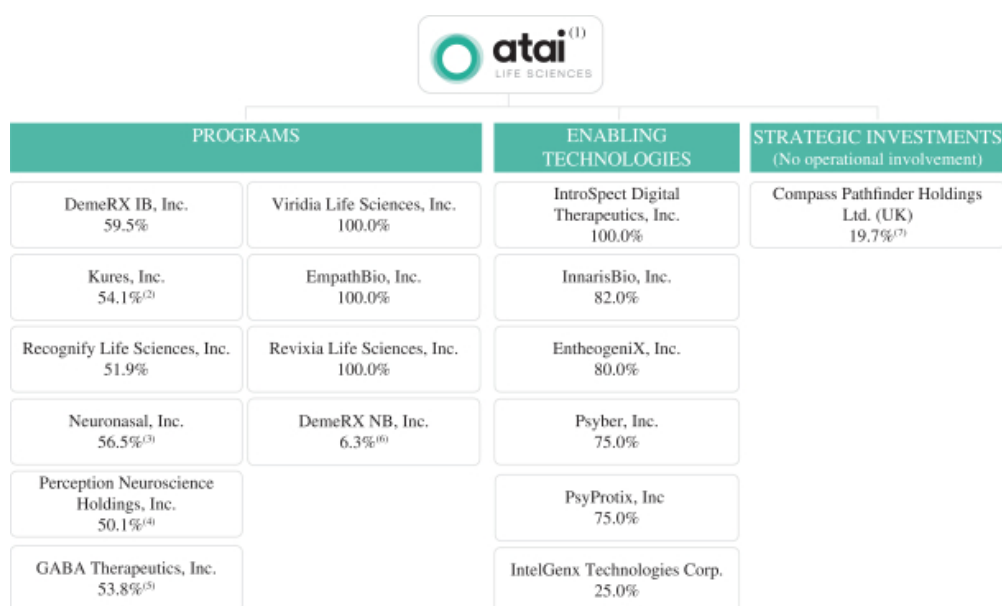 atai(1)
LIFE SCIENCES
PROGRAMS
DemeRX IB, Inc.
59.5%
Kures, Inc.
54.1%(2)
Recognify Life Sciences, Inc.
51.9%
Neuronasal, Inc.
56.5%(3)
Perception Neuroscience
Holdings, Inc.
50.1%(4)
GABA Therapeutics, Inc.
53.8%(5)
Viridia Life Sciences, Inc.
100.0%
EmpathBio, Inc.
100.0%
Revixia Life Sciences, Inc.
100.0%
DemeRX NB, Inc.
6.3%(6)
ENABLING
TECHNOLOGIES
IntroSpect Digital
Therapeutics, Inc.
100.0%
InnarisBio, Inc.
82.0%
EntheogeniX, Inc.
80.0%
Psyber, Inc.
75.0%
PsyProtix, Inc
75.0%
IntelGenx Technologies Corp.
25.0%
STRATEGIC INVESTMENTS
(No operational involvement)
Compass Pathfinder Holdings
Ltd. (UK)
19.7%(7)